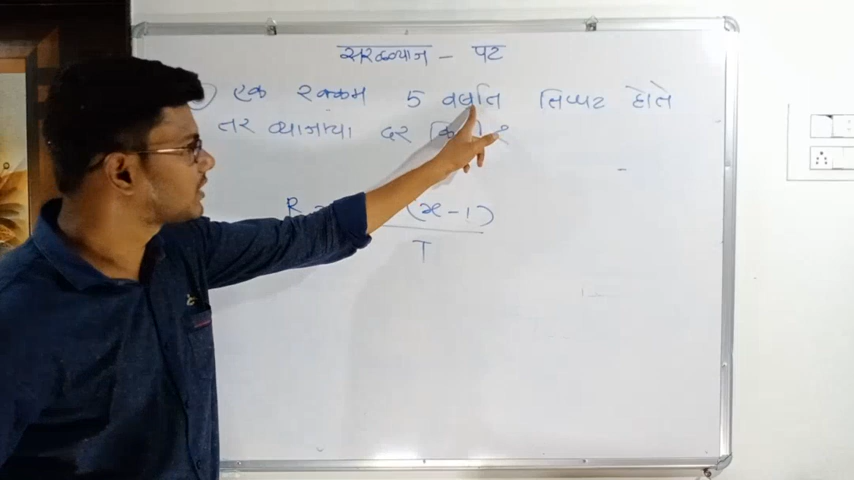 सरळव्याज - पट
एक रक्कम 5 वर्षात तिप्पट होते
तर व्याजाचा दर
R (x-1)
T